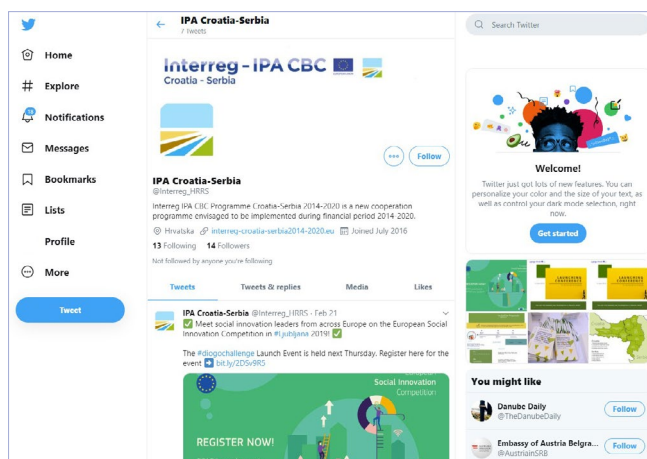 Home
Explore
18
Notifications
Messages
Bookmarks
Lists
Profile
More
Tweet
IPA Croatia-Serbia
7 Tweets
Interreg - IPA CBC
Croatia - Serbia
Follow
IPA Croatia-Serbia
@Interreg_HRRS
Interreg IPA CBC Programme Croatia-Serbia 2014-2020 is a new cooperation
programme envisaged to be implemented during financial period 2014-2020.
Hrvatska interreg-croatia-serbia2014-2020.eu Joined July 2016
13 Following 14 Followers
Not followed by anyone you're following
Tweets Tweets & replies Media Likes
IPA Croatia-Serbia @Interreg_HRRS · Feb 21
Meet social innovation leaders from across Europe on the European Social
Innovation Competition in #Ljubljana 2019!
The #diogochallenge Launch Event is held next Thursday. Register here for the
event bit.ly/2DSv9RS
Social Innovation
Competition
REGISTER NOW!
Search Twitter
Welcome!
Twitter just got lots of new features. You can
personalize your color and the size of your text, as
well as control your dark mode selection, right
now.
Get started
LAUNCHING
CONFERENCE
LAUNCHING
CONFERENCE
You might like
Danube Daily
@TheDanubeDaily
Follow
Embassy of Austria Belgra...
@AustriainSRB
Follow